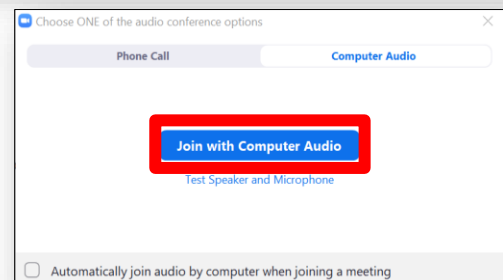 Choose ONE of the audio conference options
Phone Call
Computer Audio
Join with Computer Audio
Test Speaker and Microphone
Automatically join audio by computer when joining a meeting